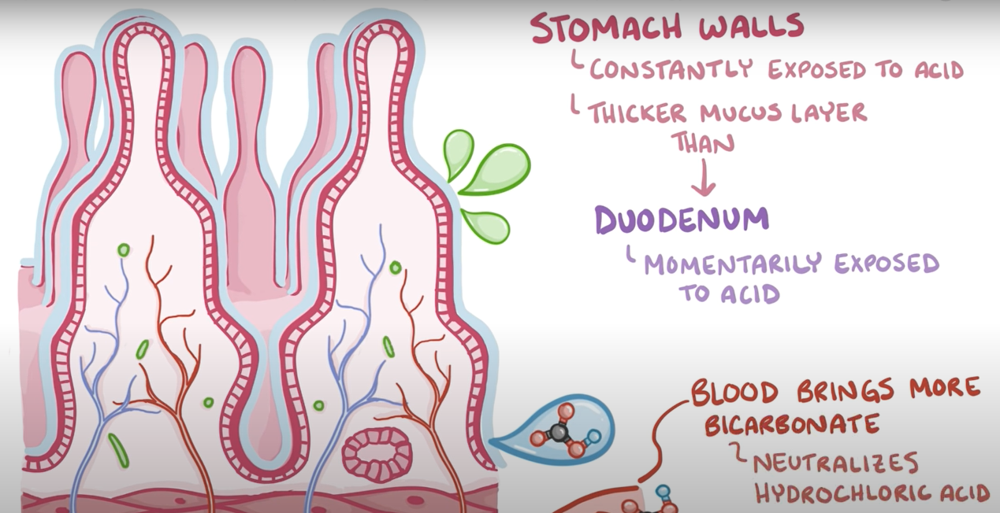 STOMACH WALLS
CONSTANTLY EXPOSED TO ACID
THICKER MUCUS LAYER
THAN
DUODENUM
MOMENTARILY EXPOSED
TO ACID
BLOOD BRINGS MORE
BICARBONATE
NEUTRALIZES
HYDROCHLORIC ACID